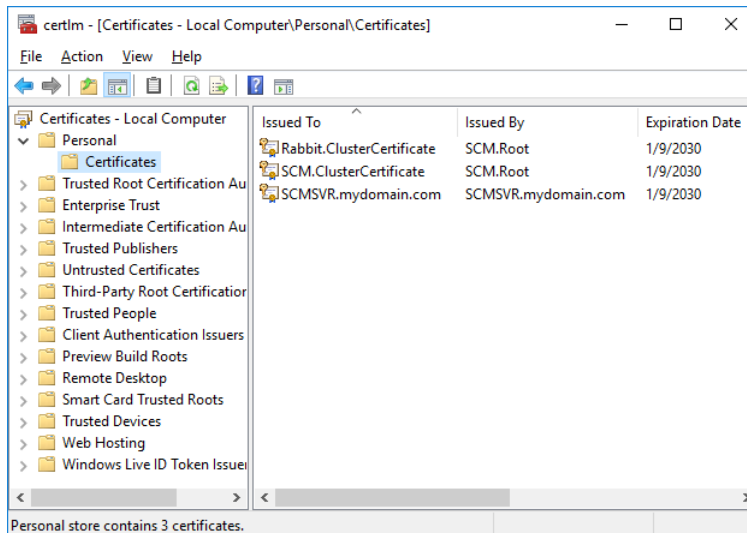 certlm - [Certificates - Local Computer\Personal\Certificates]
File Action View Help
Certificates - Local Computer
Personal
Certificates
Trusted Root Certification Au
Enterprise Trust
Intermediate Certification Au
Trusted Publishers
Untrusted Certificates
Third-Party Root Certification
Trusted People
Client Authentication Issuers
Preview Build Roots
Remote Desktop
Smart Card Trusted Roots
Trusted Devices
Web Hosting
Windows Live ID Token Issuer
Issued To Issued By Expiration Date
Rabbit.ClusterCertificate SCM.Root 1/9/2030
SCM.ClusterCertificate SCM.Root 1/9/2030
SCMSVR.mydomain.com SCMSVR.mydomain.com 1/9/2030
Personal store contains 3 certificates.